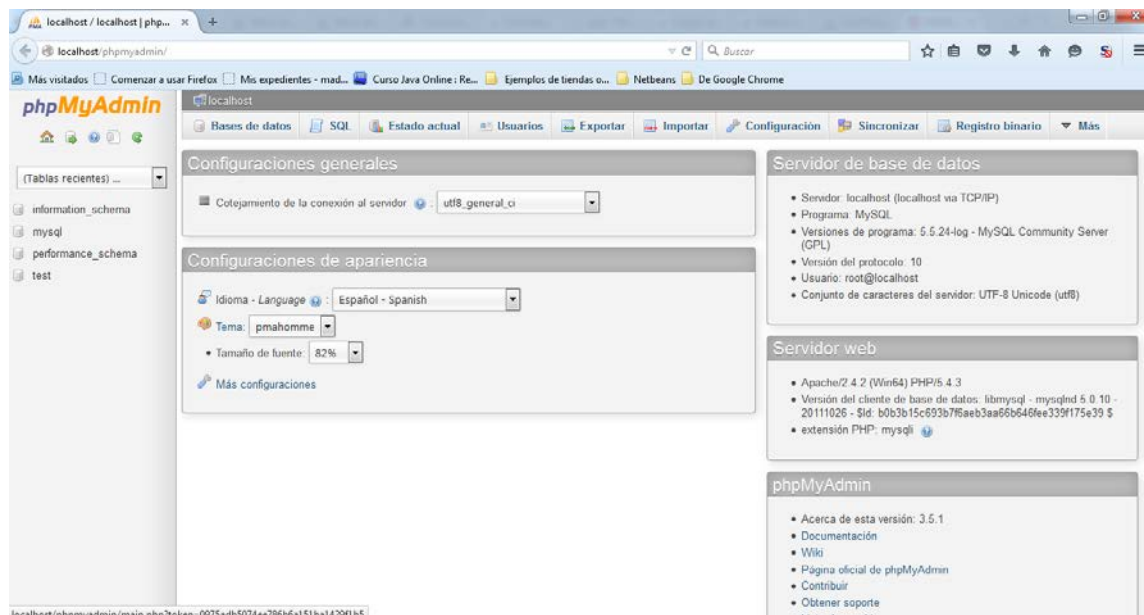 localhost / localhost | php...
localhost/phpmyadmin/
Buscar
Más visitados Comenzar a usar Firefox Mis expedientes - mad... Curso Java Online : Re... Ejemplos de tiendas o... Netbeans De Google Chrome
phpMyAdmin
(Tablas recientes) ...
information_schema
mysql
performance_schema
test
localhost
Bases de datos SQL Estado actual Usuarios Exportar Importar Configuración Sincronizar Registro binario Más
Configuraciones generales
Cotejamiento de la conexión al servidor : utf8_general_ci
Configuraciones de apariencia
Idioma - Language : Español - Spanish
Tema: pmahomme
Tamaño de fuente: 82%
Más configuraciones
Servidor de base de datos
Servidor: localhost (localhost via TCP/IP)
Programa: MySQL
Versiones de programa: 5.5.24-log - MySQL Community Server
(GPL)
Versión del protocolo: 10
Usuario: root@localhost
Conjunto de caracteres del servidor: UTF-8 Unicode (utf8)
Servidor web
Apache/2.4.2 (Win64) PHP/5.4.3
Versión del cliente de base de datos: libmysql - mysqlnd 5.0.10 -
20111026 - $Id: b0b3b15c693b7f6aeb3aa66b646fee339f175e39 $
extensión PHP: mysqli
phpMyAdmin
Acerca de esta versión: 3.5.1
Documentación
Wiki
Página oficial de phpMyAdmin
Contribuir
Obtener soporte